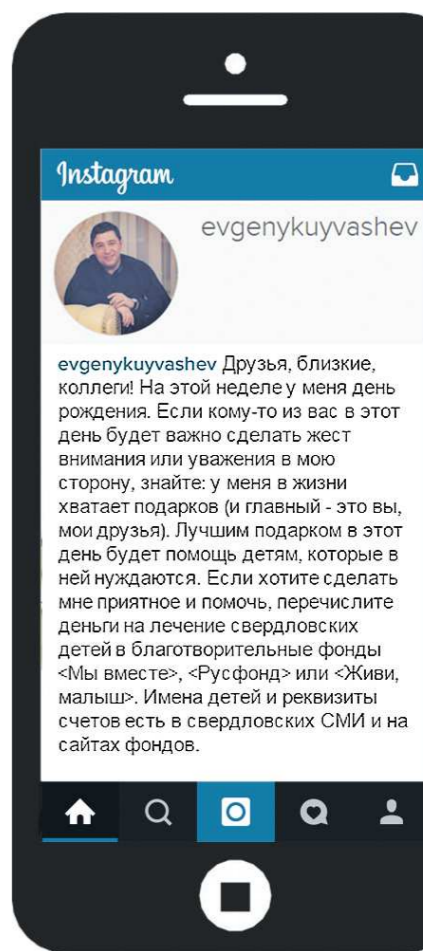 Instagram
evgenykuyvashev
evgenykuyvashev Друзья, близкие,
коллеги! На этой неделе у меня день
рождения. Если кому-то из вас в этот
день будет важно сделать жест
внимания или уважения в мою
сторону, знайте: у меня в жизни
хватает подарков (и главный - это вы,
мои друзья). Лучшим подарком в этот
день будет помощь детям, которые в
ней нуждаются. Если хотите сделать
мне приятное и помочь, перечислите
деньги на лечение свердловских
детей в благотворительные фонды
<Мы вместе>, <Русфонд> или <Живи,
малыш>. Имена детей и реквизиты
счетов есть в свердловских СМИ и на
сайтах фондов.